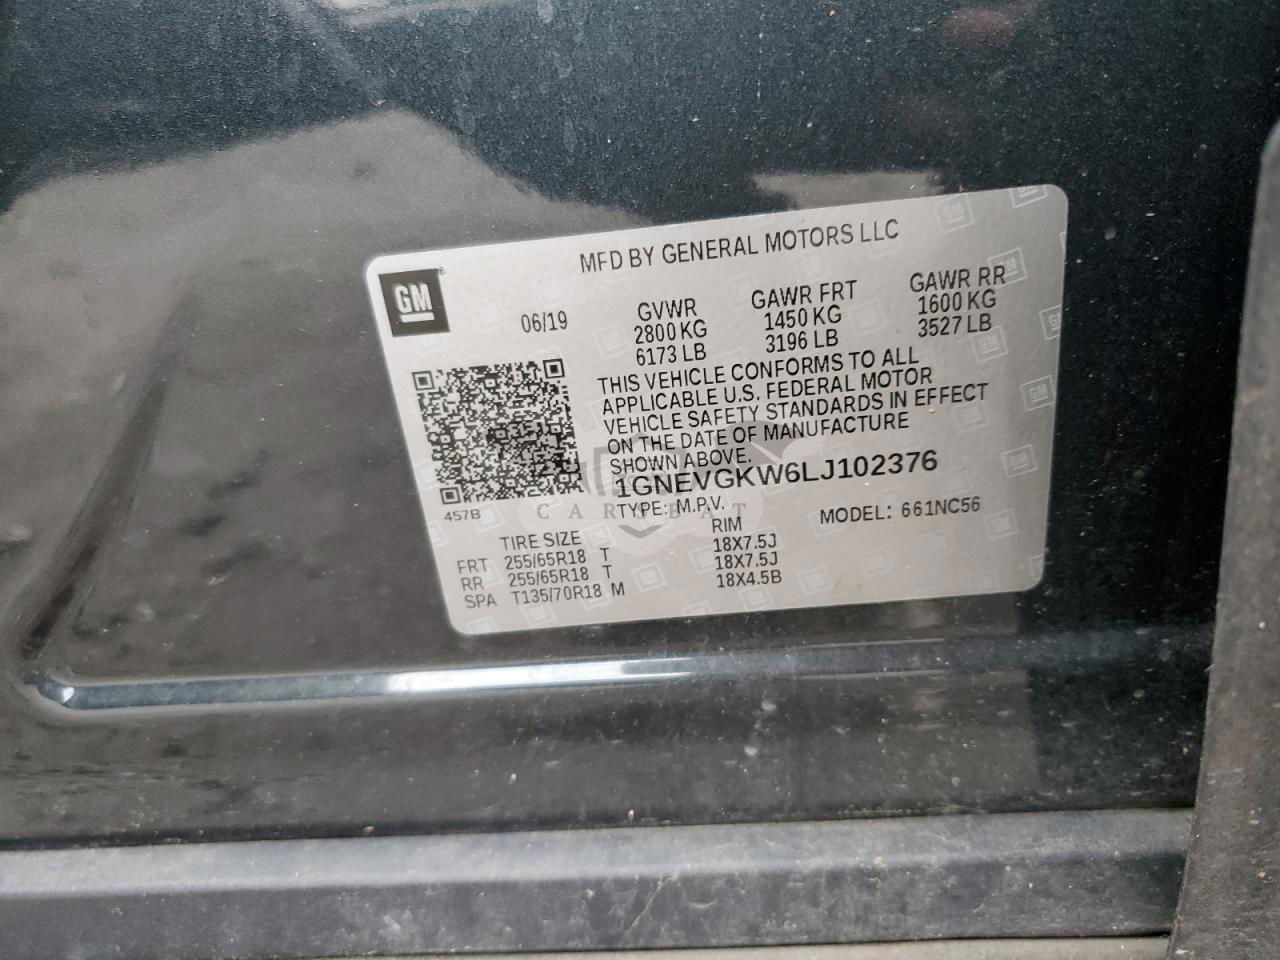 MFD BY GENERAL MOTORS LLC
GM
06/19
GVWR
2800 KG
6173 LB
GAWR FRT
1450 KG
3196 LB
GAWR RR
1600 KG
3527 LB
THIS VEHICLE CONFORMS TO ALL
APPLICABLE U.S. FEDERAL MOTOR
VEHICLE SAFETY STANDARDS IN EFFECT
ON THE DATE OF MANUFACTURE
SHOWN ABOVE.
1GNEVGKW6LJ102376
TYPE: M.P.V.
MODEL: 661NC56
457B
CARSBAT
TIRE SIZE RIM
FRT 255/65R18 T 18X7.5J
RR 255/65R18 T 18X7.5J
SPA T135/70R18 M 18X4.5B